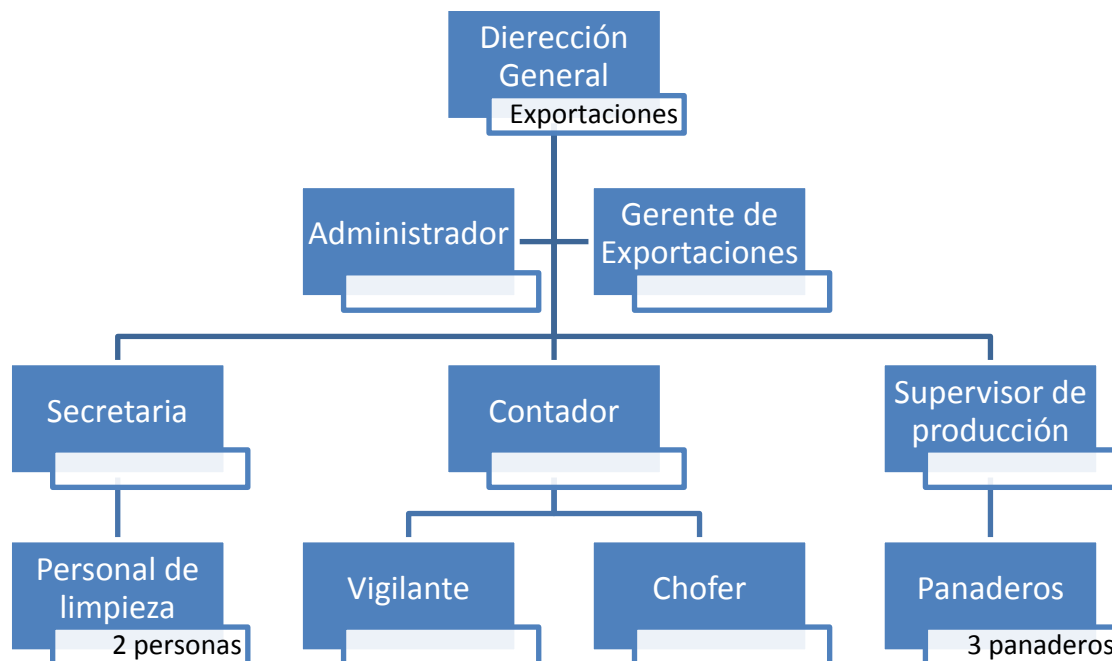 Dierección
General
Exportaciones
Administrador
Gerente de
Exportaciones
Secretaria
Contador
Supervisor de
producción
Personal de
limpieza
2 personas
Vigilante
Chofer
Panaderos
3 panaderos